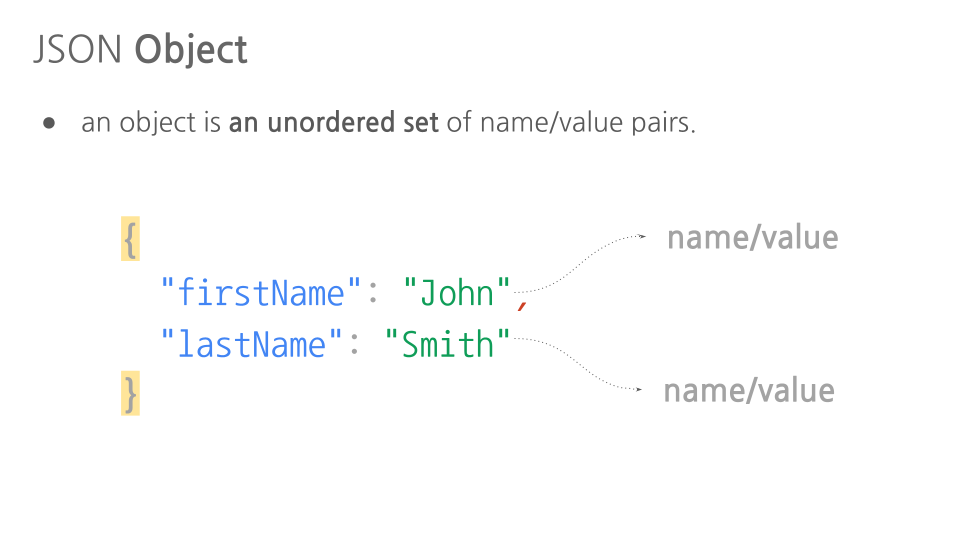 JSON Object
● an object is an unordered set of name/value pairs.
{
name/value
"firstName": "John",
"lastName": "Smith"
}
name/value